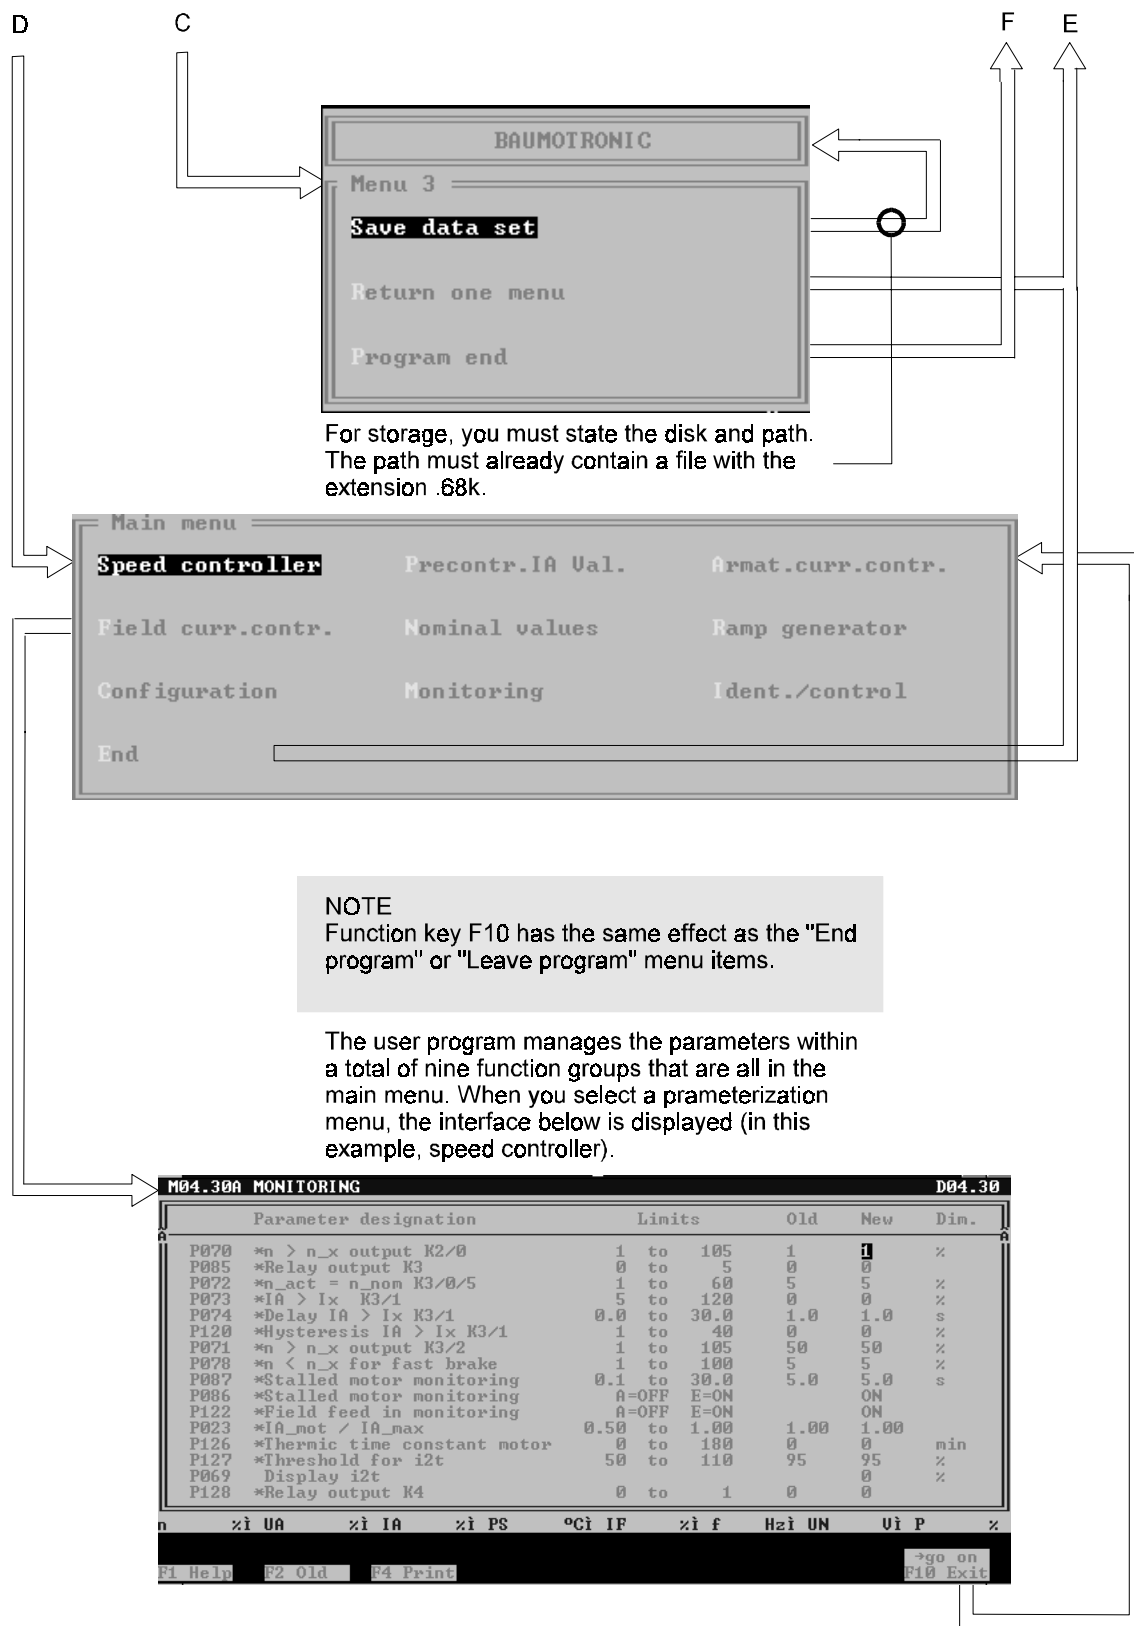 D C F E
BAUMOTRONIC
Menu 3
Save data set
Return one menu
Program end
For storage, you must state the disk and path.
The path must already contain a file with the
extension .68k.
Main menu
Speed controller Precontr.IA Val. Armat.curr.contr.
Field curr.contr. Nominal values Ramp generator
Configuration Monitoring Ident./control
End
NOTE
Function key F10 has the same effect as the "End
program" or "Leave program" menu items.
The user program manages the parameters within
a total of nine function groups that are all in the
main menu. When you select a prameterization
menu, the interface below is displayed (in this
example, speed controller).
M04.30A MONITORING D04.30
Parameter designation Limits Old New Dim.
P070 *n > n_x output K2/0 1 to 105 1 1 %
P085 *Relay output K3 0 to 5 0 0
P072 *n_act = n_nom K3/0/5 1 to 60 5 5 %
P073 *IA > Ix K3/1 5 to 120 0 0 %
P074 *Delay IA > Ix K3/1 0.0 to 30.0 1.0 1.0 s
P120 *Hysteresis IA > Ix K3/1 1 to 40 0 0 %
P071 *n > n_x output K3/2 1 to 105 50 50 %
P078 *n < n_x for fast brake 1 to 100 5 5 %
P087 *Stalled motor monitoring 0.1 to 30.0 5.0 5.0 s
P086 *Stalled motor monitoring A=OFF E=ON ON
P122 *Field feed in monitoring A=OFF E=ON ON
P023 *IA_mot / IA_max 0.50 to 1.00 1.00 1.00
P126 *Thermic time constant motor 0 to 180 0 0 min
P127 *Threshold for i2t 50 to 110 95 95 %
P069 Display i2t 0 %
P128 *Relay output K4 0 to 1 0 0
n %Ì UA %Ì IA %Ì PS ºCÌ IF %Ì f HzÌ UN VÌ P %
→go on
F1 Help F2 Old F4 Print F10 Exit